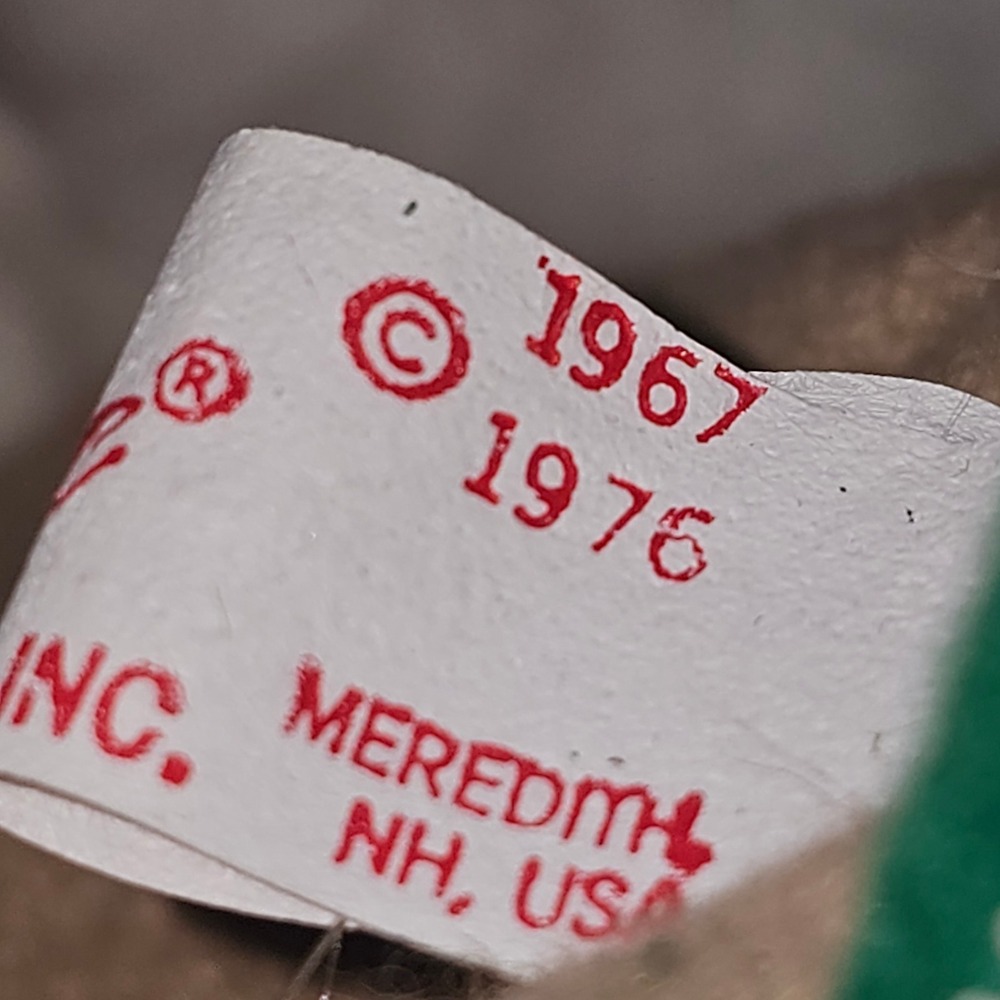 ® © 1967
1976
INC. MEREDITH,
NH, USA